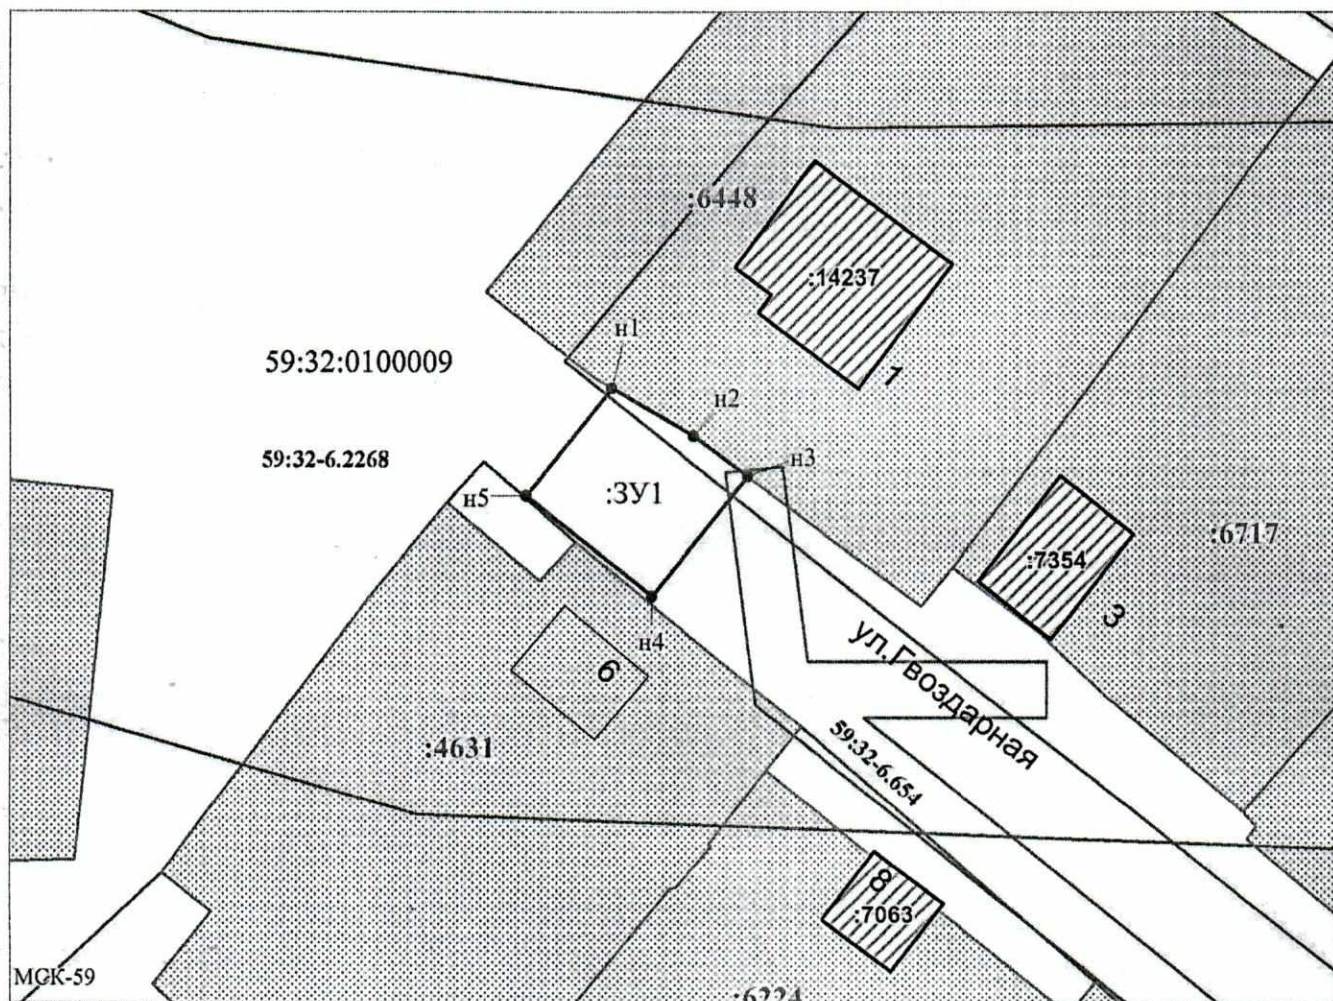 :6448
:14237
н1
59:32:0100009
1
н2
59:32-6.2268
н3
н5
:ЗУ1
:6717
:7354
3
н4
ул.Гвоздарная
6
:4631
59:32-6.654
8
:7063
МСК-59
:6224